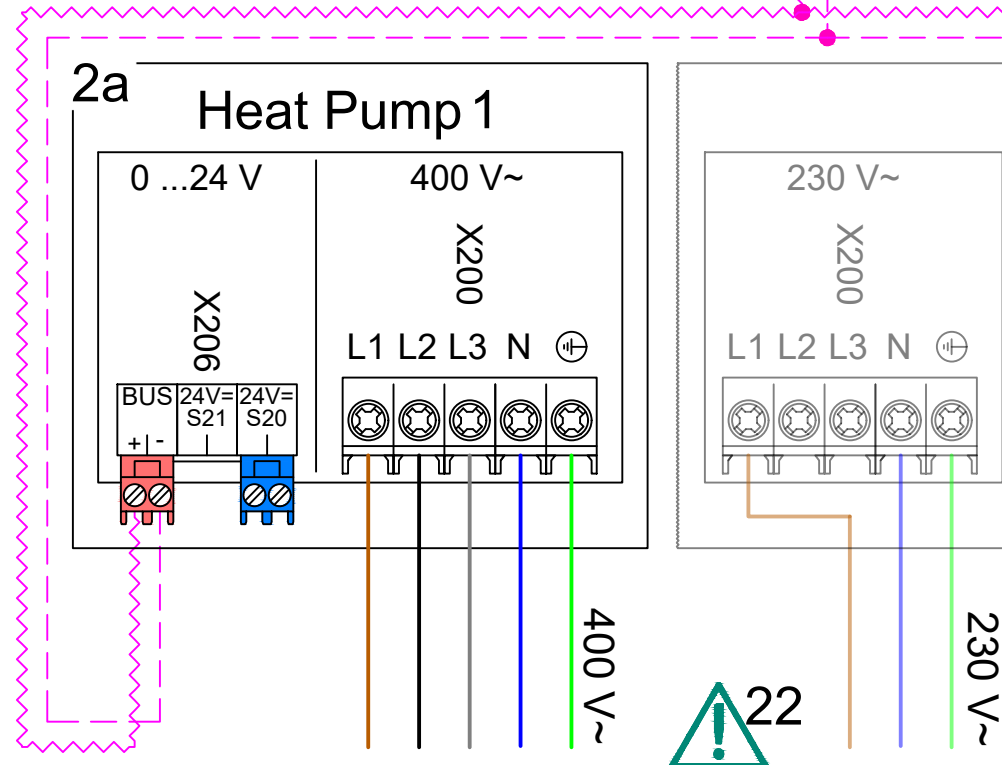 2a
Heat Pump 1
0 ...24 V
400 V~
X206
X200
L1 L2 L3 N
BUS
+ -
24V=
S21
24V=
S20
400 V~
230 V~
X200
L1 L2 L3 N
230 V~
22